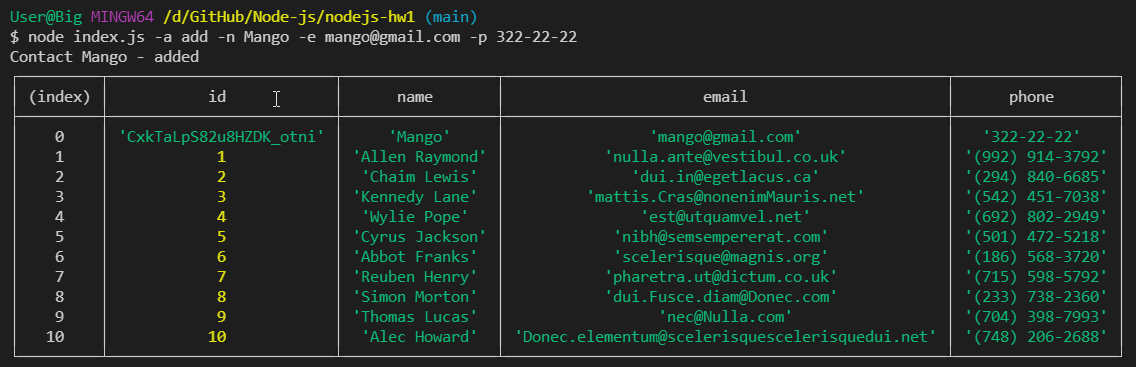 User@Big MINGW64 /d/GitHub/Node-js/nodejs-hw1 (main)
$ node index.js -a add -n Mango -e mango@gmail.com -p 322-22-22
Contact Mango - added
(index) id name email phone
0 'CxkTaLpS82u8HZDK_otni' 'Mango' 'mango@gmail.com' '322-22-22'
1 1 'Allen Raymond' 'nulla.ante@vestibul.co.uk' '(992) 914-3792'
2 2 'Chaim Lewis' 'dui.in@egetlacus.ca' '(294) 840-6685'
3 3 'Kennedy Lane' 'mattis.Cras@nonenimMauris.net' '(542) 451-7038'
4 4 'Wylie Pope' 'est@utquamvel.net' '(692) 802-2949'
5 5 'Cyrus Jackson' 'nibh@semsempererat.com' '(501) 472-5218'
6 6 'Abbot Franks' 'scelerisque@magnis.org' '(186) 568-3720'
7 7 'Reuben Henry' 'pharetra.ut@dictum.co.uk' '(715) 598-5792'
8 8 'Simon Morton' 'dui.Fusce.diam@Donec.com' '(233) 738-2360'
9 9 'Thomas Lucas' 'nec@Nulla.com' '(704) 398-7993'
10 10 'Alec Howard' 'Donec.elementum@scelerisquescelerisquedui.net' '(748) 206-2688'